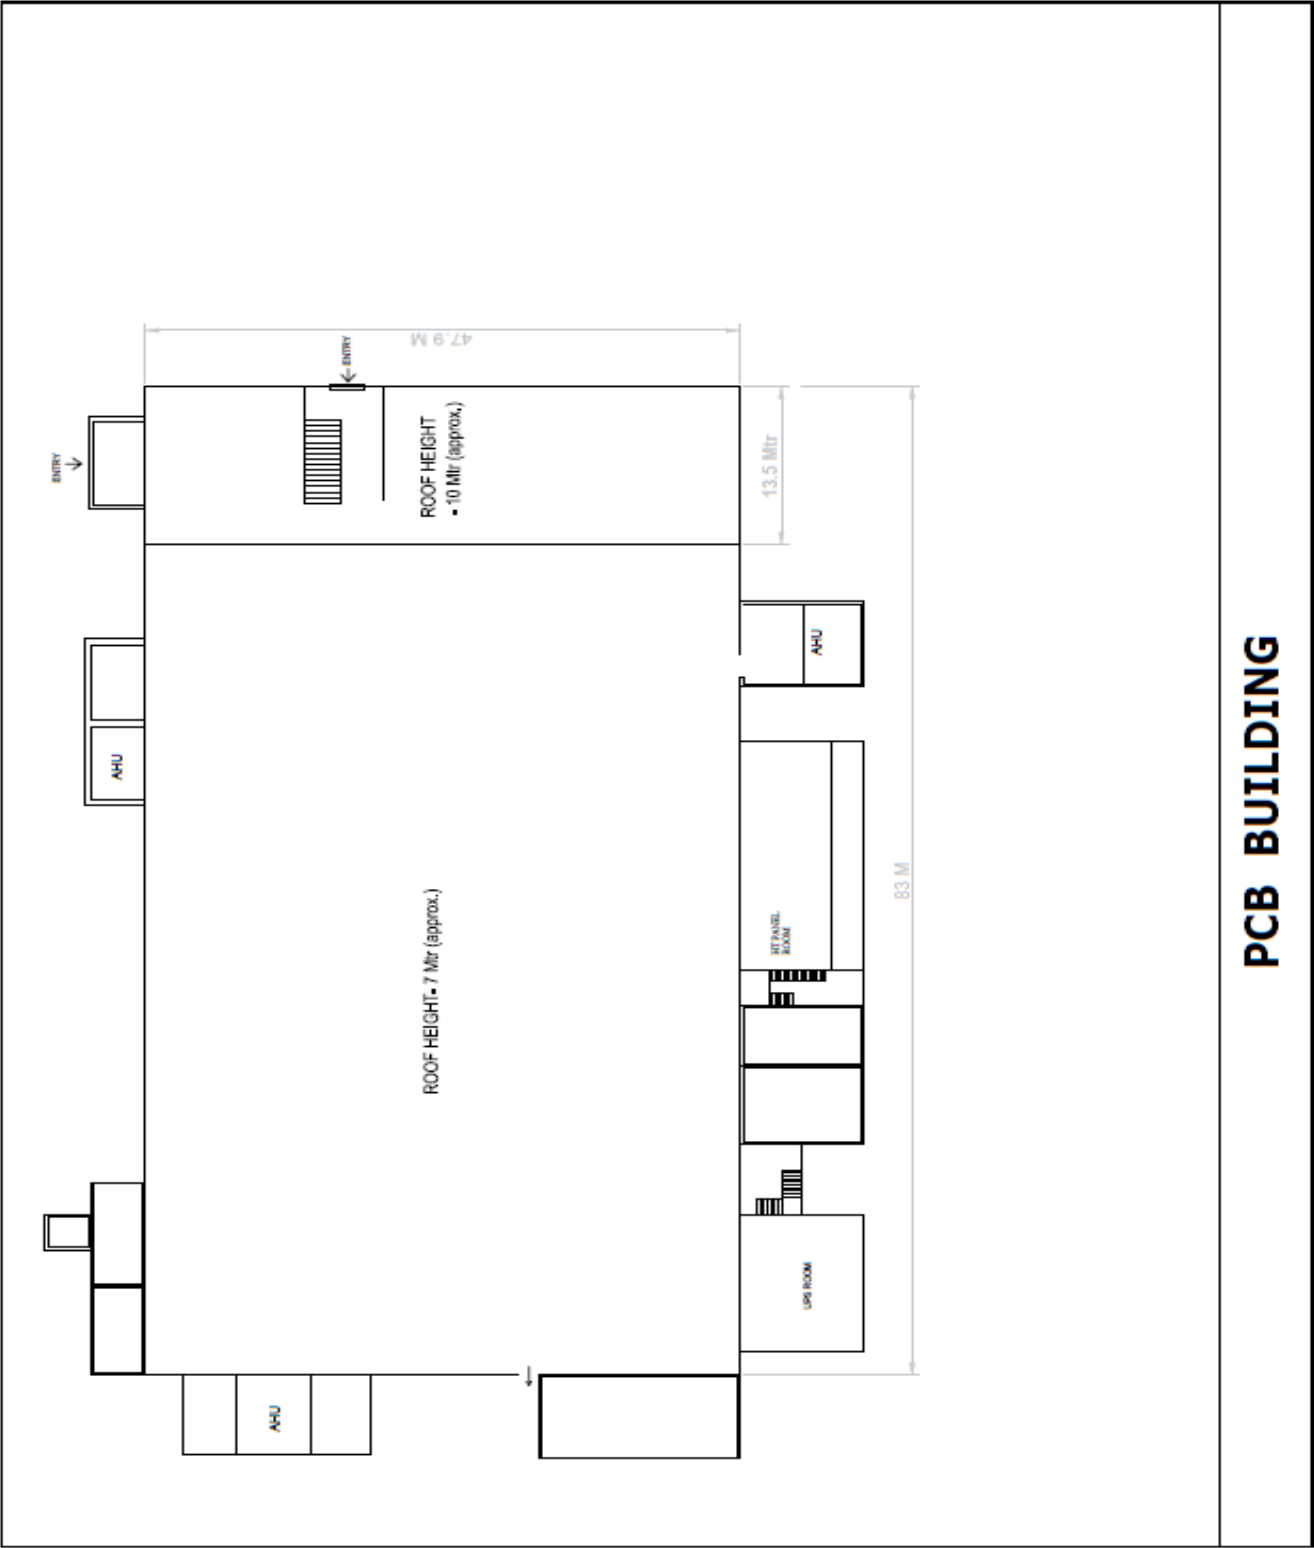 47.9 M
ENTRY
ENTRY
ROOF HEIGHT
- 10 Mtr (approx.)
13.5 Mtr
AHU
AHU
83 M
HT PANEL
ROOM
ROOF HEIGHT- 7 Mtr (approx.)
UPS ROOM
AHU
PCB BUILDING